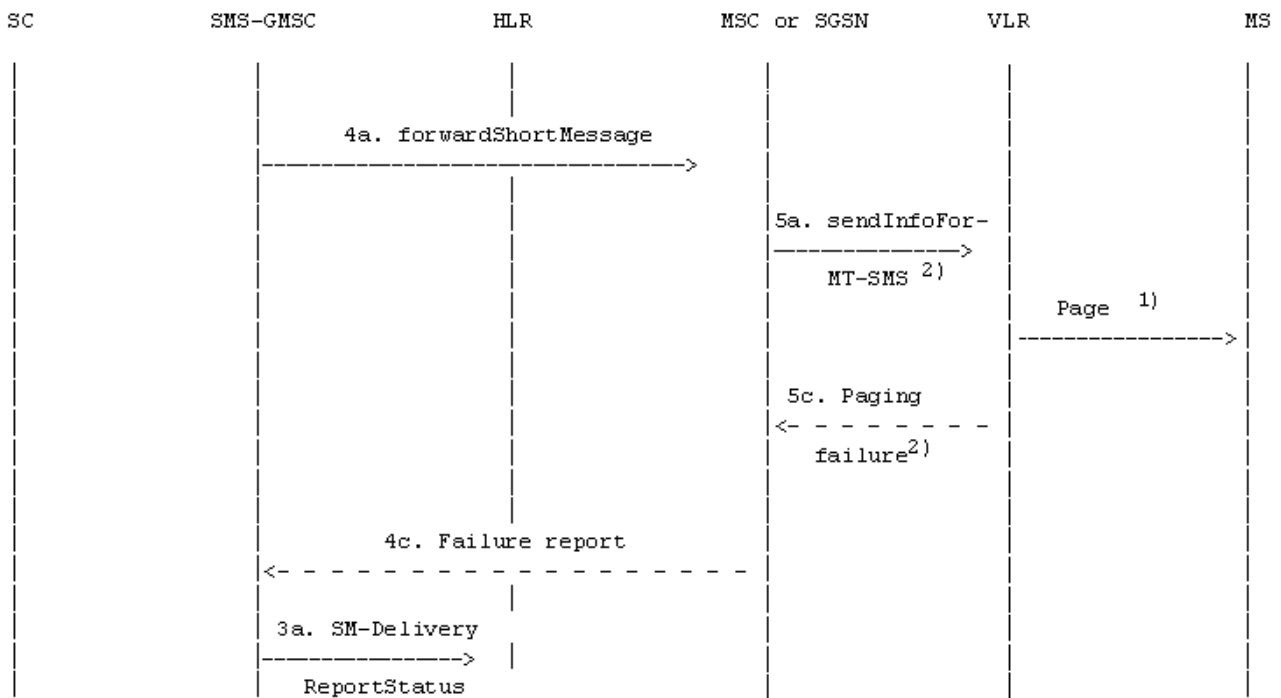 SC SMS-GMSC HLR MSC or SGSN VLR MS
4a. forwardShortMessage
5a. sendInfoFor-
MT-SMS 2)
Page 1)
5c. Paging
failure2)
4c. Failure report
3a. SM-Delivery
ReportStatus